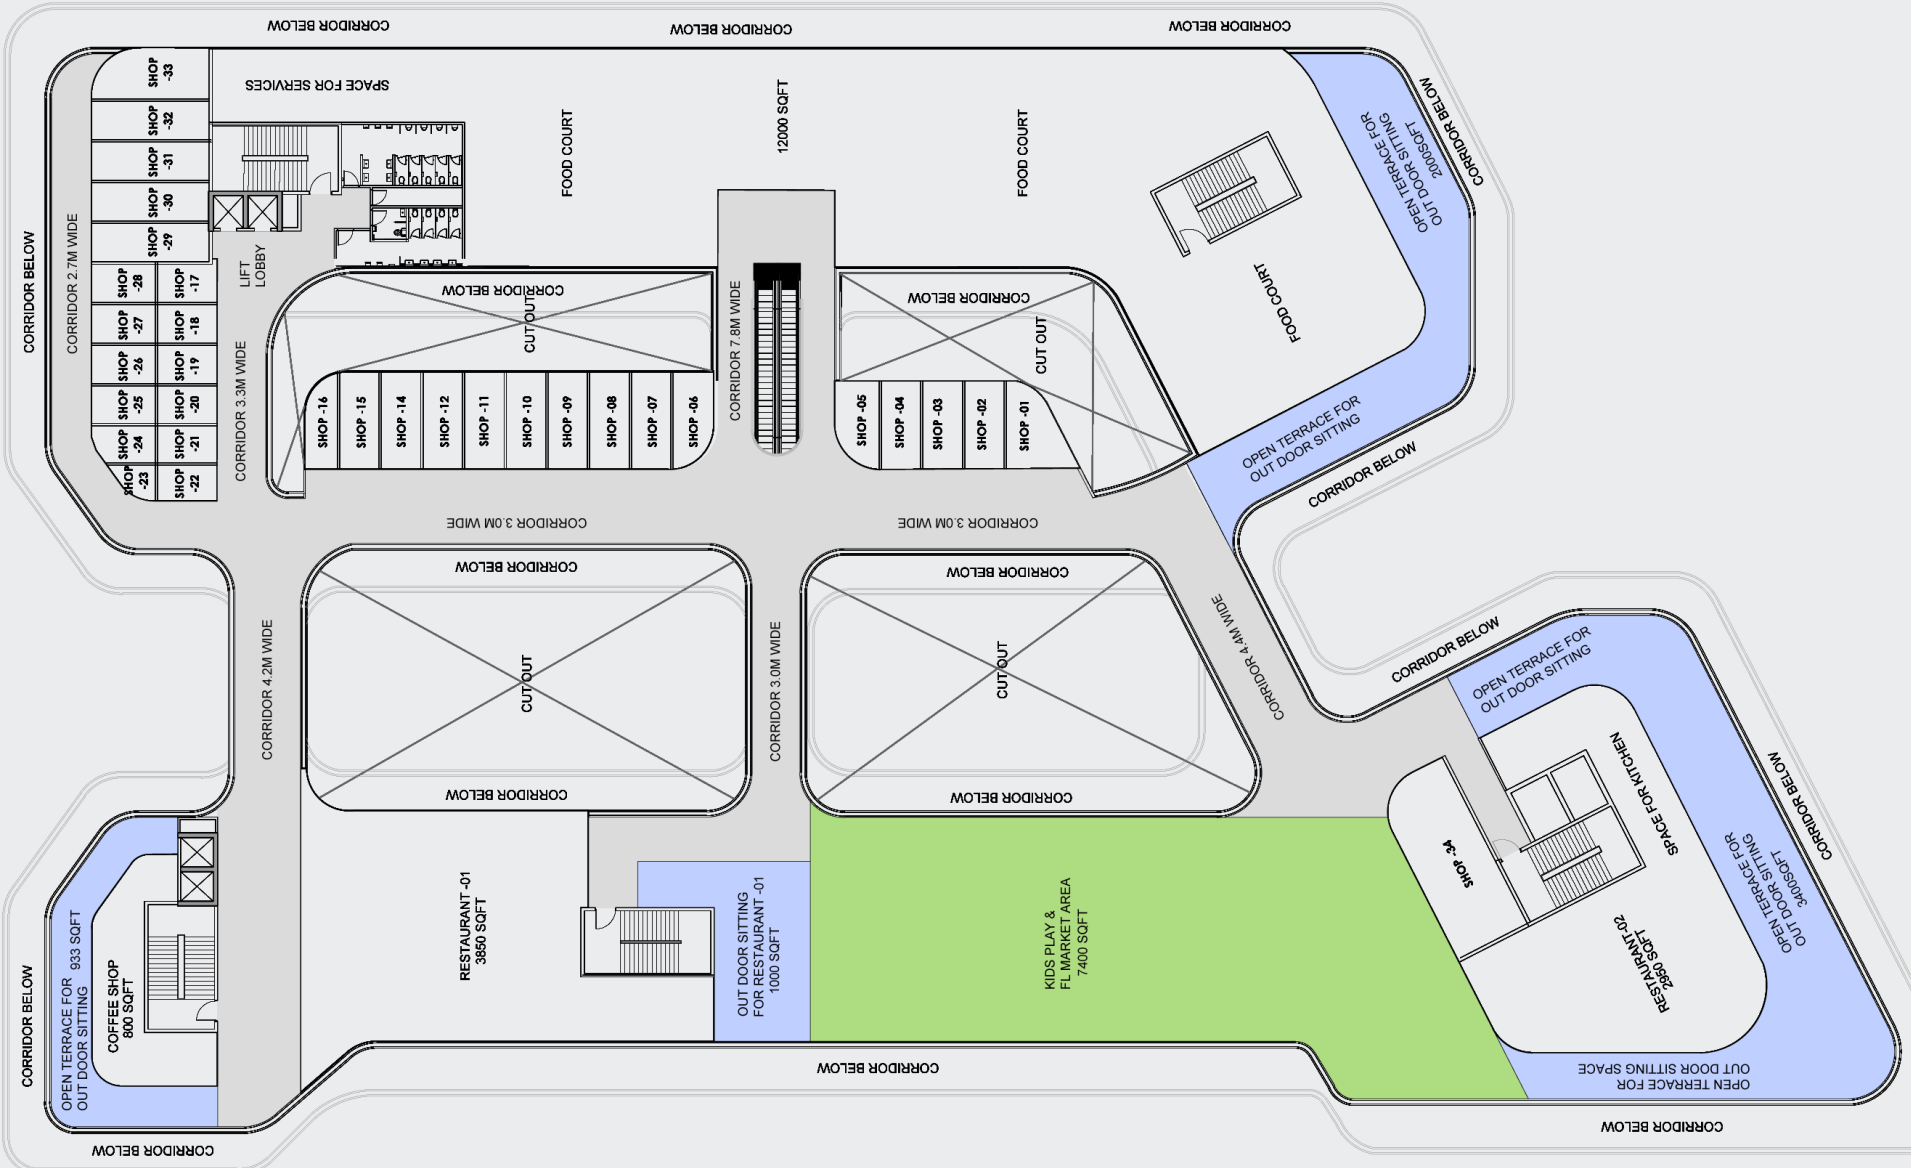 CORRIDOR BELOW
CORRIDOR BELOW
CORRIDOR BELOW
SHOP
-33
SPACE FOR SERVICES
SHOP
-32
SHOP
-31
SHOP
-30
SHOP
-29
FOOD COURT
12000 SQFT
FOOD COURT
OPEN TERRACE FOR
OUT DOOR SITTING
2000SQFT
CORRIDOR BELOW
CORRIDOR BELOW
CORRIDOR 2.7M WIDE
LIFT
LOBBY
SHOP
-28
SHOP
-17
SHOP
-27
SHOP
-18
SHOP
-26
SHOP
-19
SHOP
-25
SHOP
-20
SHOP
-24
SHOP
-21
SHOP
-23
SHOP
-22
CORRIDOR 3.3M WIDE
CORRIDOR BELOW
CUT OUT
CORRIDOR 7.8M WIDE
CORRIDOR BELOW
CUT OUT
FOOD COURT
SHOP -16
SHOP -15
SHOP -14
SHOP -12
SHOP -11
SHOP -10
SHOP -09
SHOP -08
SHOP -07
SHOP -06
SHOP -05
SHOP -04
SHOP -03
SHOP -02
SHOP -01
OPEN TERRACE FOR
OUT DOOR SITTING
CORRIDOR BELOW
CORRIDOR 3.0M WIDE
CORRIDOR 3.0M WIDE
CORRIDOR BELOW
CORRIDOR BELOW
CORRIDOR 4.2M WIDE
CUT OUT
CORRIDOR 3.0M WIDE
CUT OUT
CORRIDOR 4.4M WIDE
CORRIDOR BELOW
OPEN TERRACE FOR
OUT DOOR SITTING
CORRIDOR BELOW
CORRIDOR BELOW
SPACE FOR KITCHEN
CORRIDOR BELOW
SHOP -34
OPEN TERRACE FOR
OUT DOOR SITTING
3400SQFT
RESTAURANT-02
2950 SQFT
RESTAURANT -01
3850 SQFT
OUT DOOR SITTING
FOR RESTAURANT -01
1000 SQFT
KIDS PLAY &
FL MARKET AREA
7400 SQFT
CORRIDOR BELOW
OPEN TERRACE FOR 933 SQFT
OUT DOOR SITTING
COFFEE SHOP
800 SQFT
CORRIDOR BELOW
OPEN TERRACE FOR
OUT DOOR SITTING SPACE
CORRIDOR BELOW
CORRIDOR BELOW
CORRIDOR BELOW